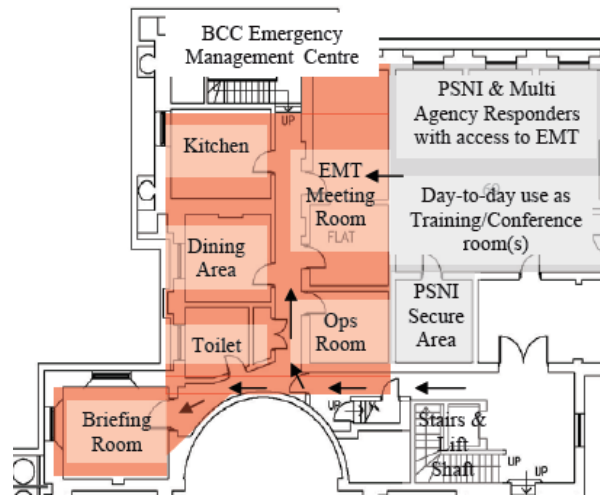 BCC Emergency
Management Centre
UP
Kitchen
PSNI & Multi
Agency Responders
with access to EMT
EMT
Meeting
Room
FLAT
Day-to-day use as
Training/Conference
room(s)
Dining
Area
PSNI
Secure
Area
Ops
Room
Toilet
Briefing
Room
UP
Stairs &
Lift
Shaft
UP
UP